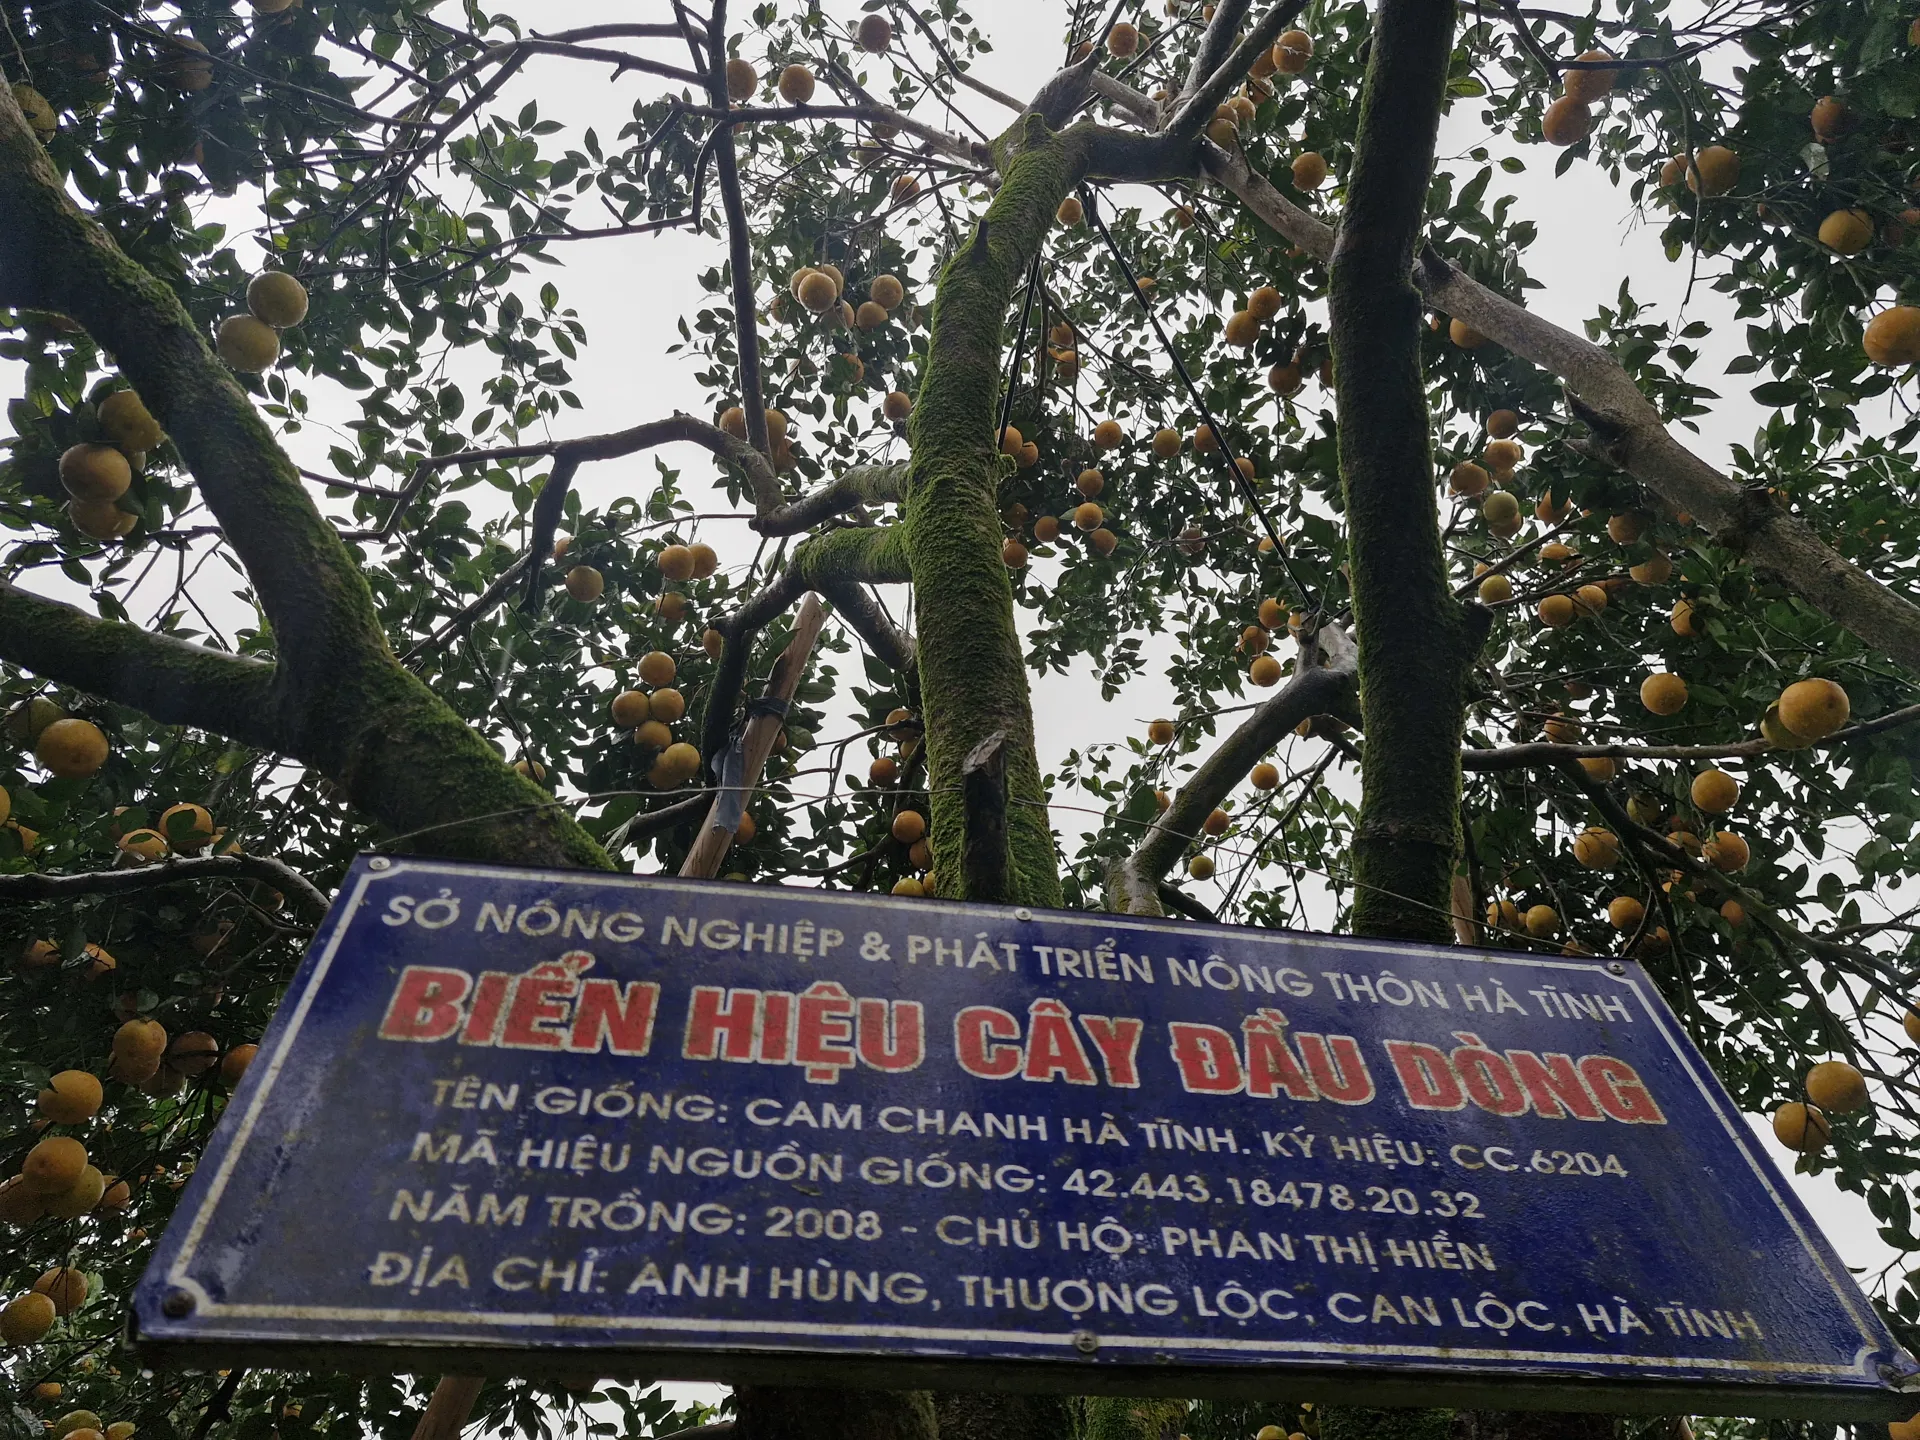 SỞ NÔNG NGHIỆP & PHÁT TRIỂN NÔNG THÔN HÀ TĨNH
BIỂN HIỆU CÂY ĐẦU DÒNG
TÊN GIỐNG: CAM CHANH HÀ TĨNH. KÝ HIỆU: CC.6204
MÃ HIỆU NGUỒN GIỐNG: 42.443.18478.20.32
NĂM TRỒNG: 2008 - CHỦ HỘ: PHAN THỊ HIỀN
ĐỊA CHỈ: ANH HÙNG, THƯỢNG LỘC, CAN LỘC, HÀ TĨNH